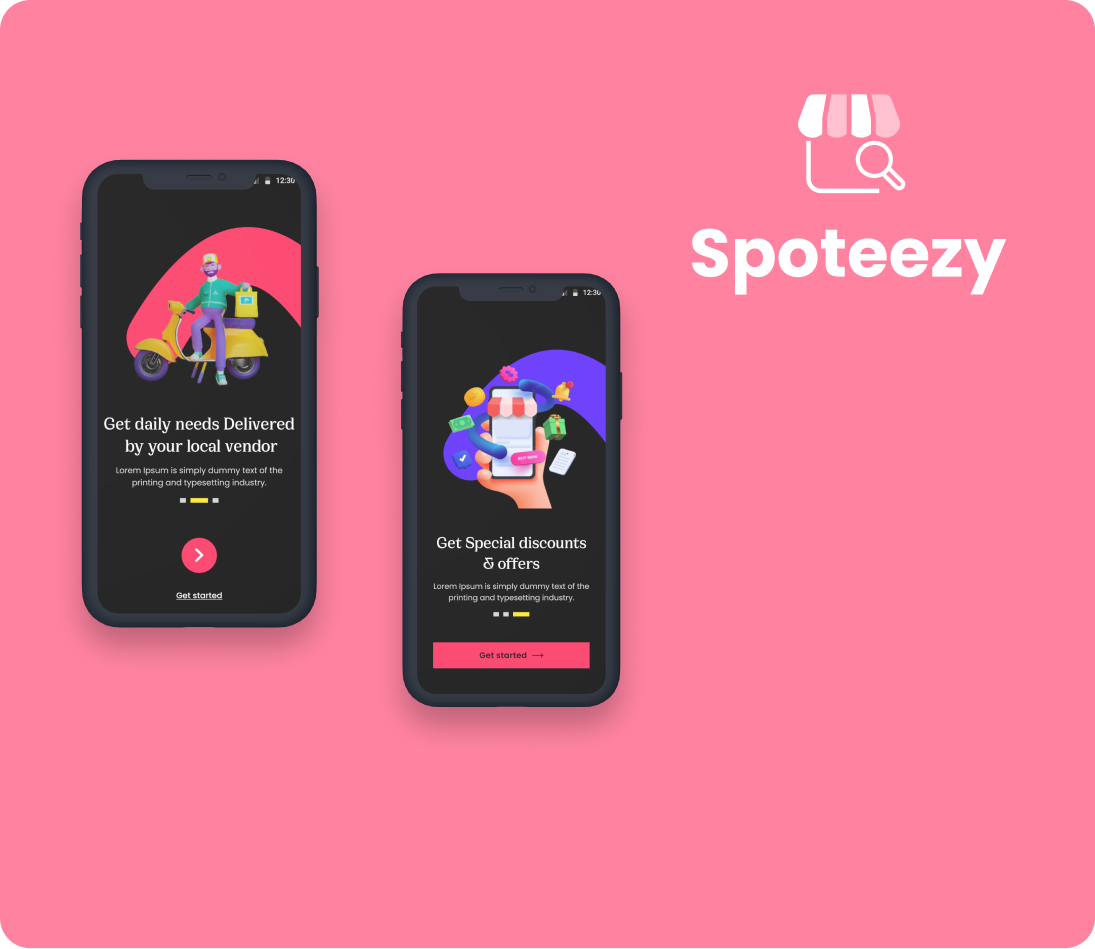 Spoteezy
12:30
Get daily needs Delivered
by your local vendor
Lorem Ipsum is simply dummy text of the
printing and typesetting industry.
Get started
12:30
BUY NOW
Get Special discounts
& offers
Lorem Ipsum is simply dummy text of the
printing and typesetting industry.
Get started →